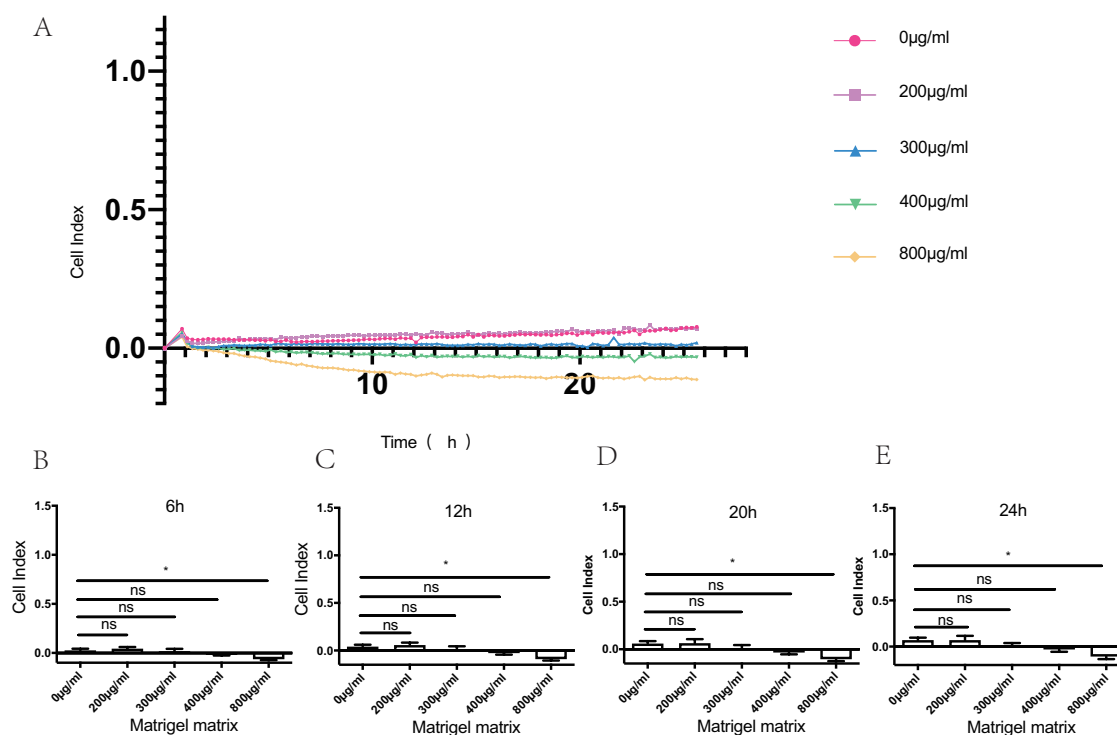 A
1.0
0.5
0.0
10
20
Cell Index
Time ( h )
0µg/ml
200µg/ml
300µg/ml
400µg/ml
800µg/ml
B
6h
1.5
1.0
0.5
0.0
Cell Index
*
ns
ns
ns
0µg/ml
200µg/ml
300µg/ml
400µg/ml
800µg/ml
Matrigel matrix
C
12h
1.5
1.0
0.5
0.0
Cell Index
*
ns
ns
ns
0µg/ml
200µg/ml
300µg/ml
400µg/ml
800µg/ml
Matrigel matrix
D
20h
1.5
1.0
0.5
0.0
Cell Index
*
ns
ns
ns
0µg/ml
200µg/ml
300µg/ml
400µg/ml
800µg/ml
Matrigel matrix
E
24h
1.5
1.0
0.5
0.0
Cell Index
*
ns
ns
ns
0µg/ml
200µg/ml
300µg/ml
400µg/ml
800µg/ml
Matrigel matrix